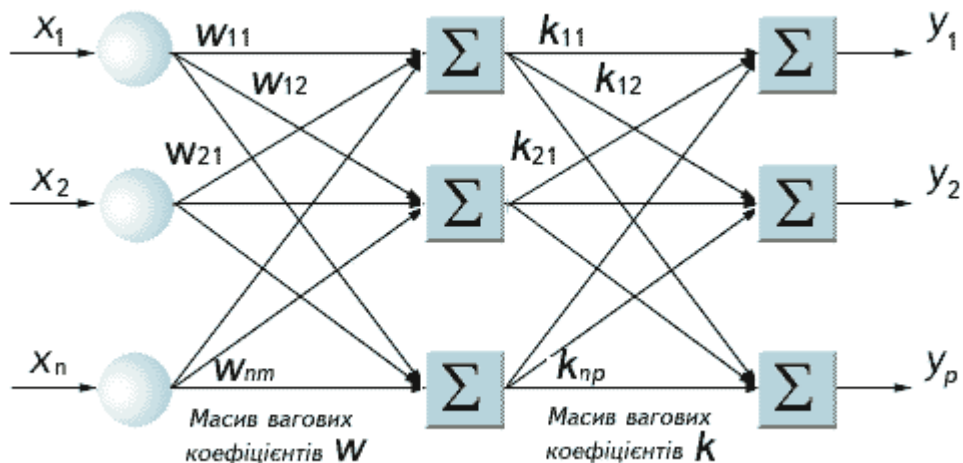 x1 w11 Σ k11 Σ y1
w12 k12
w21 k21
x2 Σ Σ y2
xn wnm Σ knp Σ yp
Масив вагових Масив вагових
коефіцієнтів w коефіцієнтів k